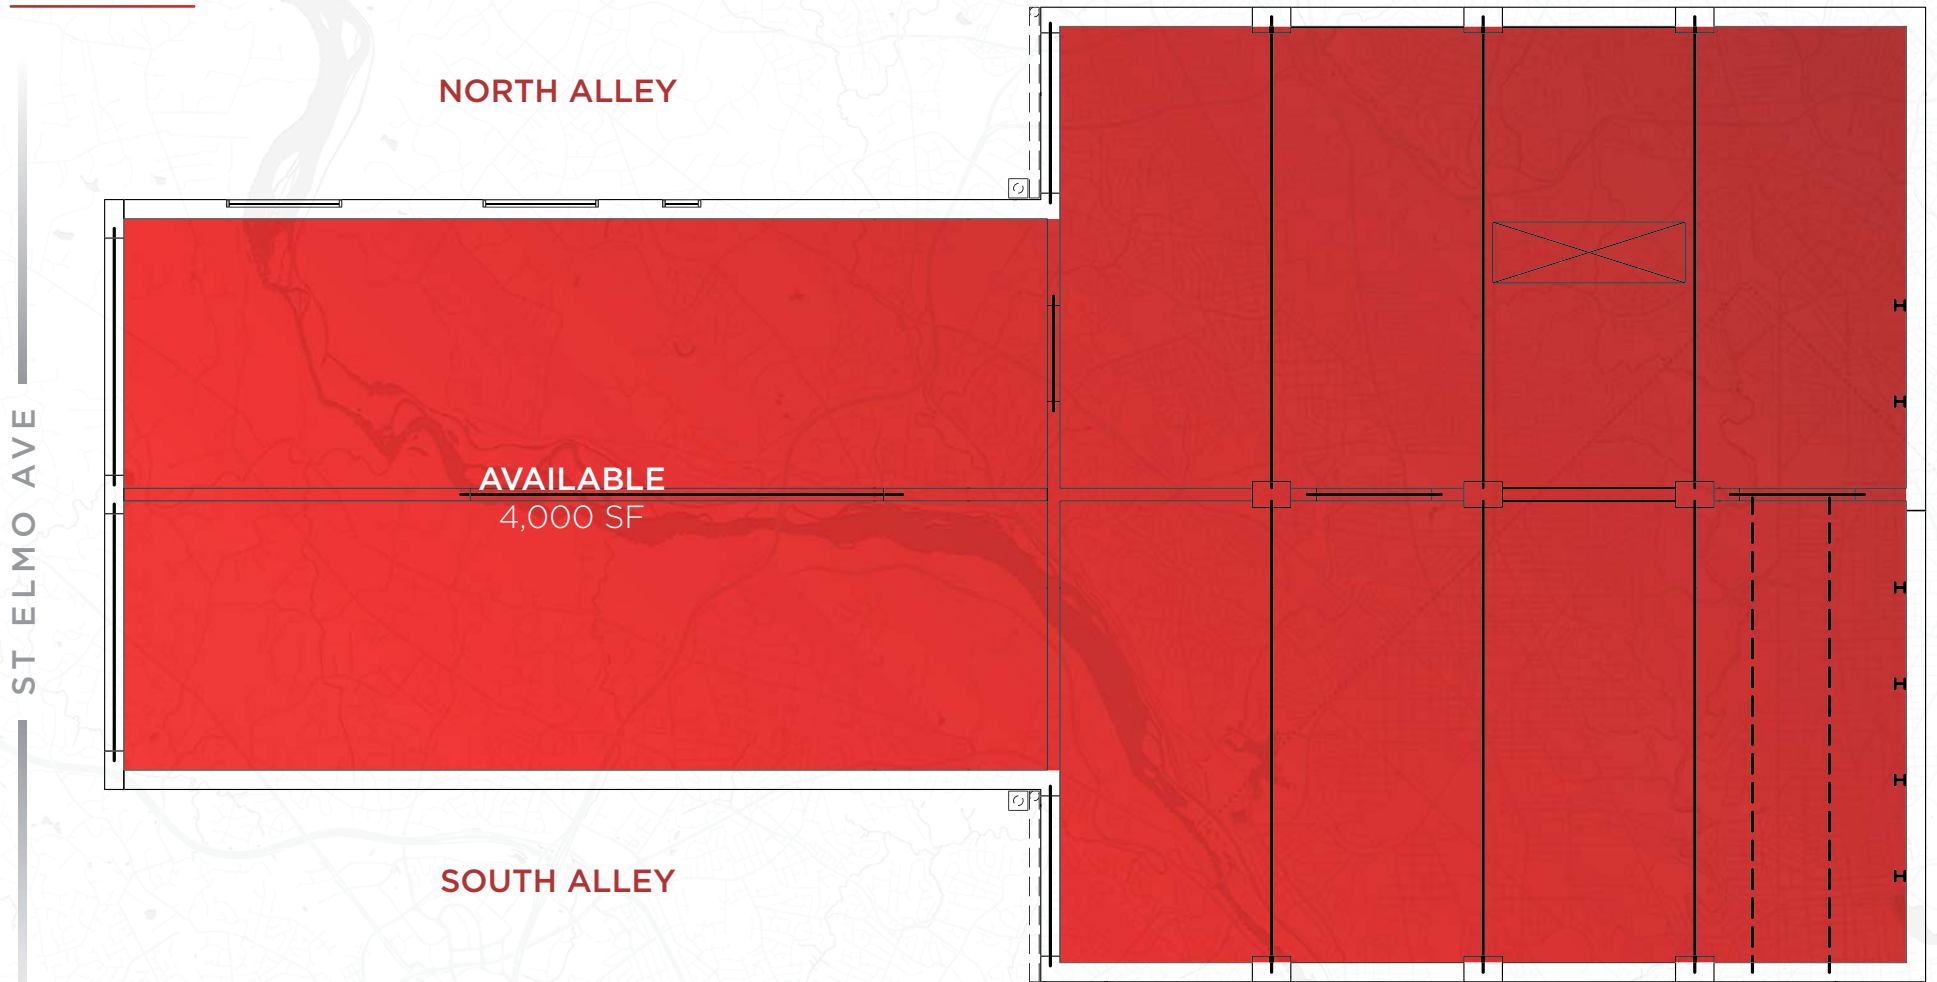 NORTH ALLEY
ST ELMO AVE
AVAILABLE
4,000 SF
SOUTH ALLEY